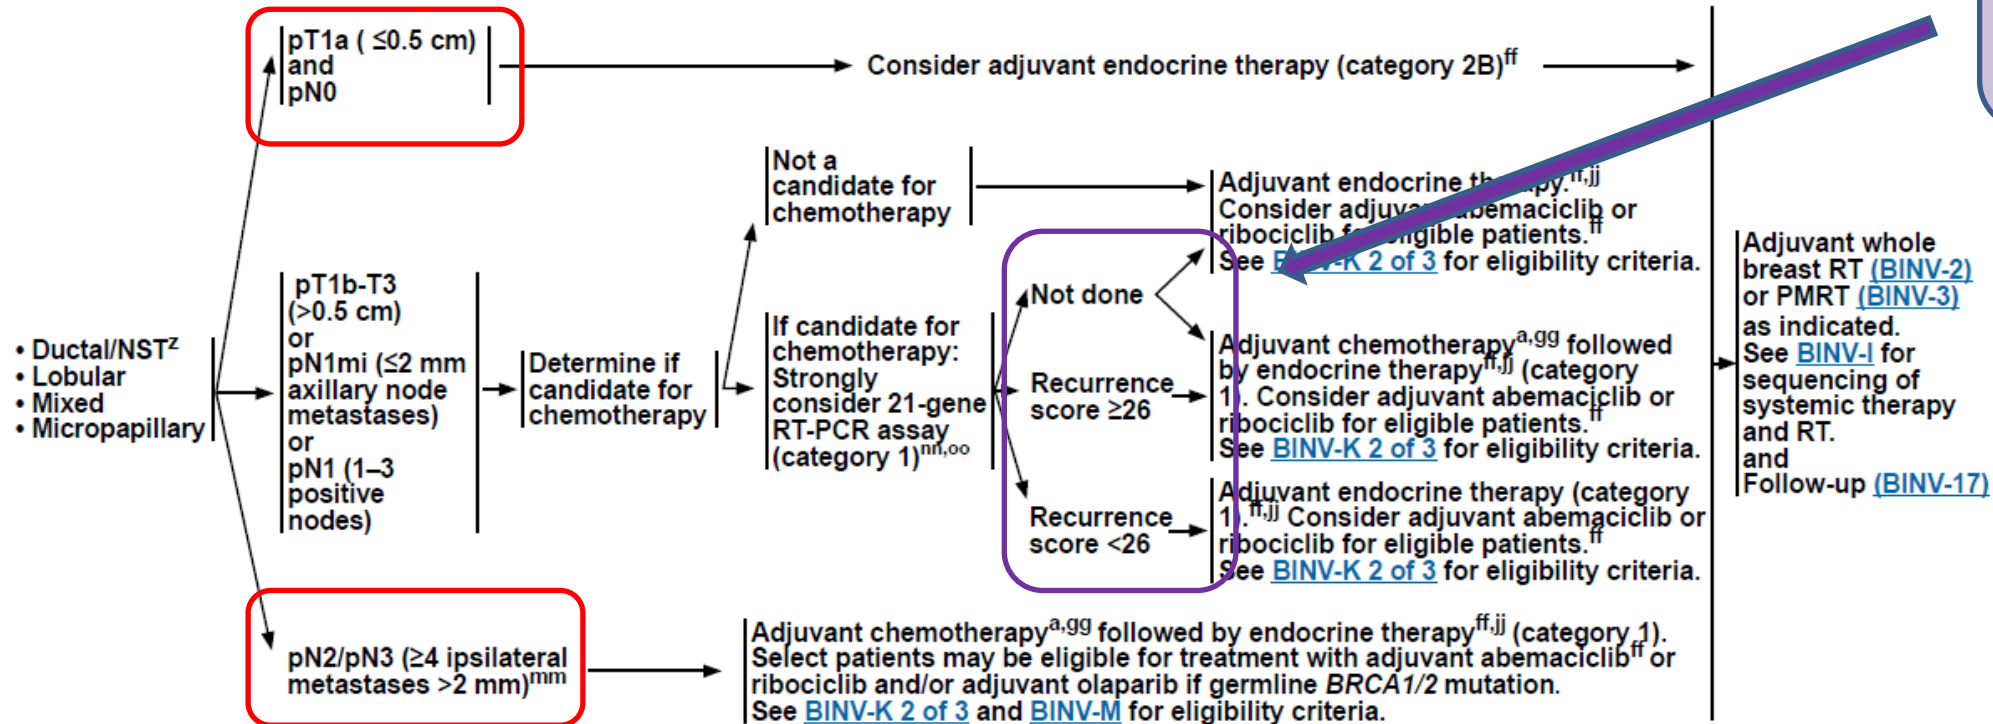 pT1a ( ≤0.5 cm)
and
pN0
Consider adjuvant endocrine therapy (category 2B)ff
Not a
candidate for
chemotherapy
Adjuvant endocrine therapy.ff,jj
Consider adjuvant abemaciclib or
ribociclib for eligible patients.ff
See BINV-K 2 of 3 for eligibility criteria.
• Ductal/NSTz
• Lobular
• Mixed
• Micropapillary
pT1b-T3
(>0.5 cm)
or
pN1mi (≤2 mm
axillary node
metastases)
or
pN1 (1–3
positive
nodes)
Determine if
candidate for
chemotherapy
If candidate for
chemotherapy:
Strongly
consider 21-gene
RT-PCR assay
(category 1)nn,oo
Not done
Recurrence
score ≥26
Adjuvant chemotherapya,gg followed
by endocrine therapyff,jj (category
1). Consider adjuvant abemaciclib or
ribociclib for eligible patients.ff
See BINV-K 2 of 3 for eligibility criteria.
Recurrence
score <26
Adjuvant endocrine therapy (category
1).ff,jj Consider adjuvant abemaciclib or
ribociclib for eligible patients.ff
See BINV-K 2 of 3 for eligibility criteria.
Adjuvant whole
breast RT (BINV-2)
or PMRT (BINV-3)
as indicated.
See BINV-I for
sequencing of
systemic therapy
and RT.
and
Follow-up (BINV-17)
pN2/pN3 (≥4 ipsilateral
metastases >2 mm)mm
Adjuvant chemotherapya,gg followed by endocrine therapyff,jj (category 1).
Select patients may be eligible for treatment with adjuvant abemaciclibff or
ribociclib and/or adjuvant olaparib if germline BRCA1/2 mutation.
See BINV-K 2 of 3 and BINV-M for eligibility criteria.